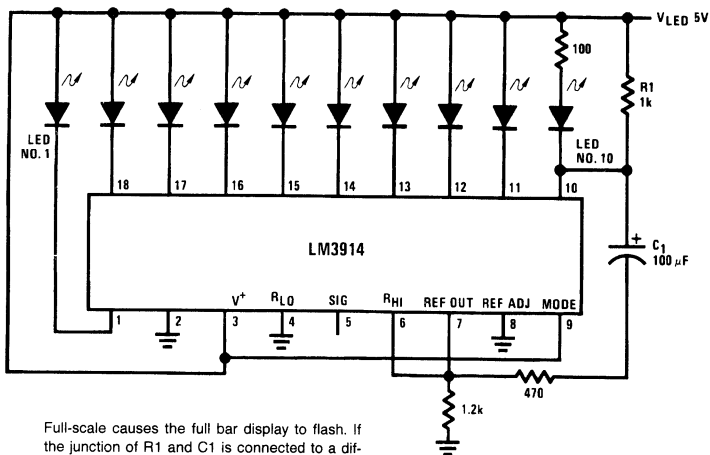 VLED 5V
100
R1
1k
LED
NO. 1
LED
NO. 10
18 17 16 15 14 13 12 11 10
LM3914
C1
100 μF
V+ RLO SIG RHI REF OUT REF ADJ MODE
1 2 3 4 5 6 7 8 9
470
1.2k
Full-scale causes the full bar display to flash. If
the junction of R1 and C1 is connected to a dif-